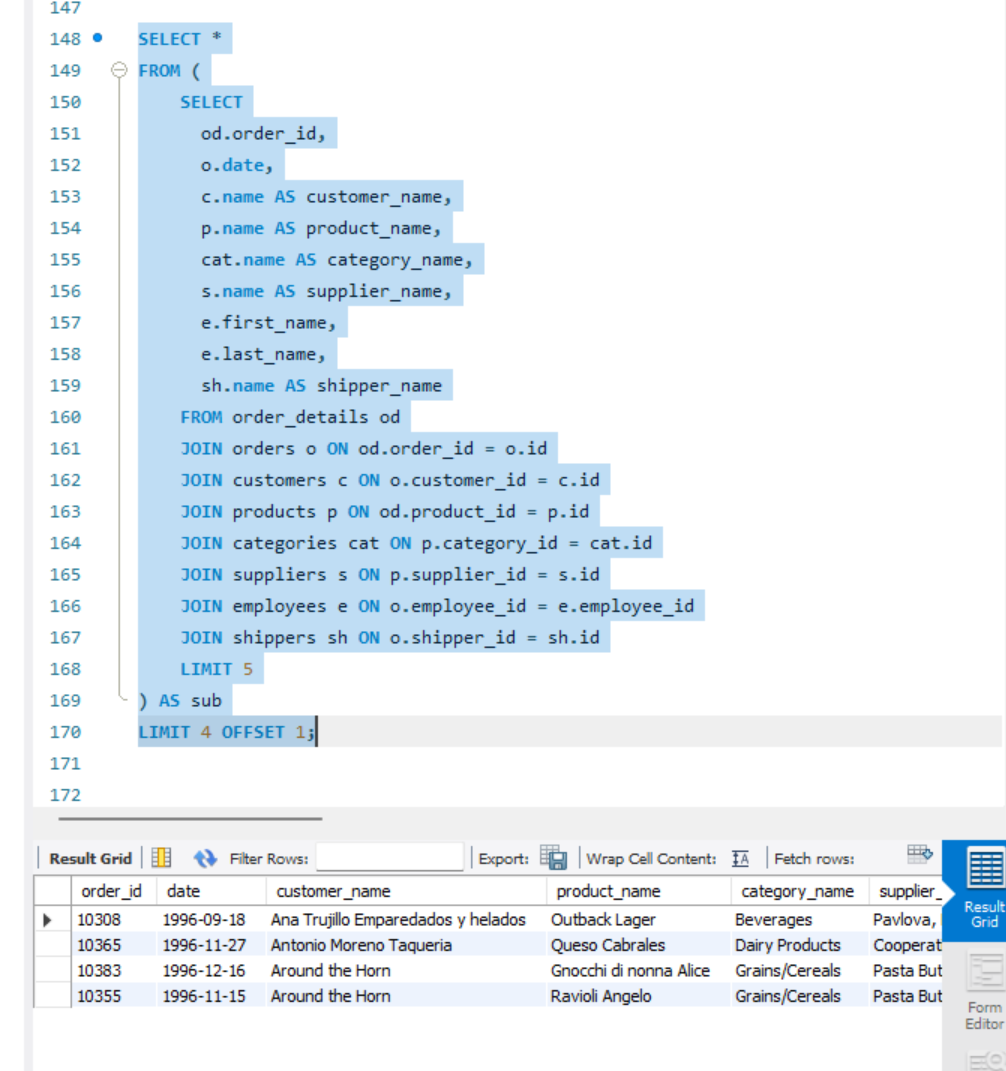 147
148 SELECT *
149 FROM (
150 SELECT
151 od.order_id,
152 o.date,
153 c.name AS customer_name,
154 p.name AS product_name,
155 cat.name AS category_name,
156 s.name AS supplier_name,
157 e.first_name,
158 e.last_name,
159 sh.name AS shipper_name
160 FROM order_details od
161 JOIN orders o ON od.order_id = o.id
162 JOIN customers c ON o.customer_id = c.id
163 JOIN products p ON od.product_id = p.id
164 JOIN categories cat ON p.category_id = cat.id
165 JOIN suppliers s ON p.supplier_id = s.id
166 JOIN employees e ON o.employee_id = e.employee_id
167 JOIN shippers sh ON o.shipper_id = sh.id
168 LIMIT 5
169 ) AS sub
170 LIMIT 4 OFFSET 1;
171
172
Result Grid Filter Rows: Export: Wrap Cell Content: IA Fetch rows:
order_id date customer_name product_name category_name supplier_
10308 1996-09-18 Ana Trujillo Emparedados y helados Outback Lager Beverages Pavlova,
10365 1996-11-27 Antonio Moreno Taqueria Queso Cabrales Dairy Products Cooperat
10383 1996-12-16 Around the Horn Gnocchi di nonna Alice Grains/Cereals Pasta But
10355 1996-11-15 Around the Horn Ravioli Angelo Grains/Cereals Pasta But
Result
Grid
Form
Editor